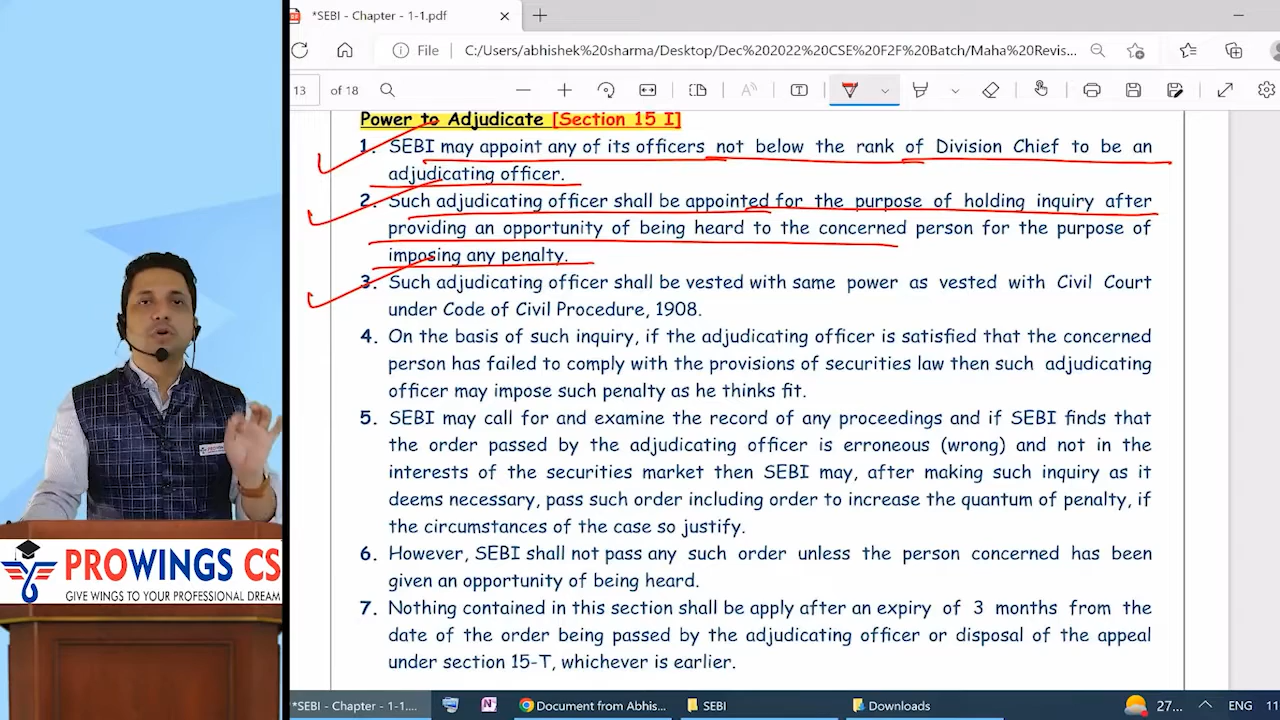 *SEBI - Chapter - 1-1.pdf
File C:/Users/abhishek%20sharma/Desktop/Dec%202022%20CSE%20F2F%20Batch/Maha%20Revis...
13 of 18
Power to Adjudicate [Section 15 I]
1. SEBI may appoint any of its officers not below the rank of Division Chief to be an
adjudicating officer.
2. Such adjudicating officer shall be appointed for the purpose of holding inquiry after
providing an opportunity of being heard to the concerned person for the purpose of
imposing any penalty.
3. Such adjudicating officer shall be vested with same power as vested with Civil Court
under Code of Civil Procedure, 1908.
4. On the basis of such inquiry, if the adjudicating officer is satisfied that the concerned
person has failed to comply with the provisions of securities law then such adjudicating
officer may impose such penalty as he thinks fit.
5. SEBI may call for and examine the record of any proceedings and if SEBI finds that
the order passed by the adjudicating officer is erroneous (wrong) and not in the
interests of the securities market then SEBI may, after making such inquiry as it
deems necessary, pass such order including order to increase the quantum of penalty, if
the circumstances of the case so justify.
6. However, SEBI shall not pass any such order unless the person concerned has been
given an opportunity of being heard.
7. Nothing contained in this section shall be apply after an expiry of 3 months from the
date of the order being passed by the adjudicating officer or disposal of the appeal
under section 15-T, whichever is earlier.
PROWINGS CS
GIVE WINGS TO YOUR PROFESSIONAL DREAM
*SEBI - Chapter - 1-1.... Document from Abhis... SEBI Downloads 27... ENG 11